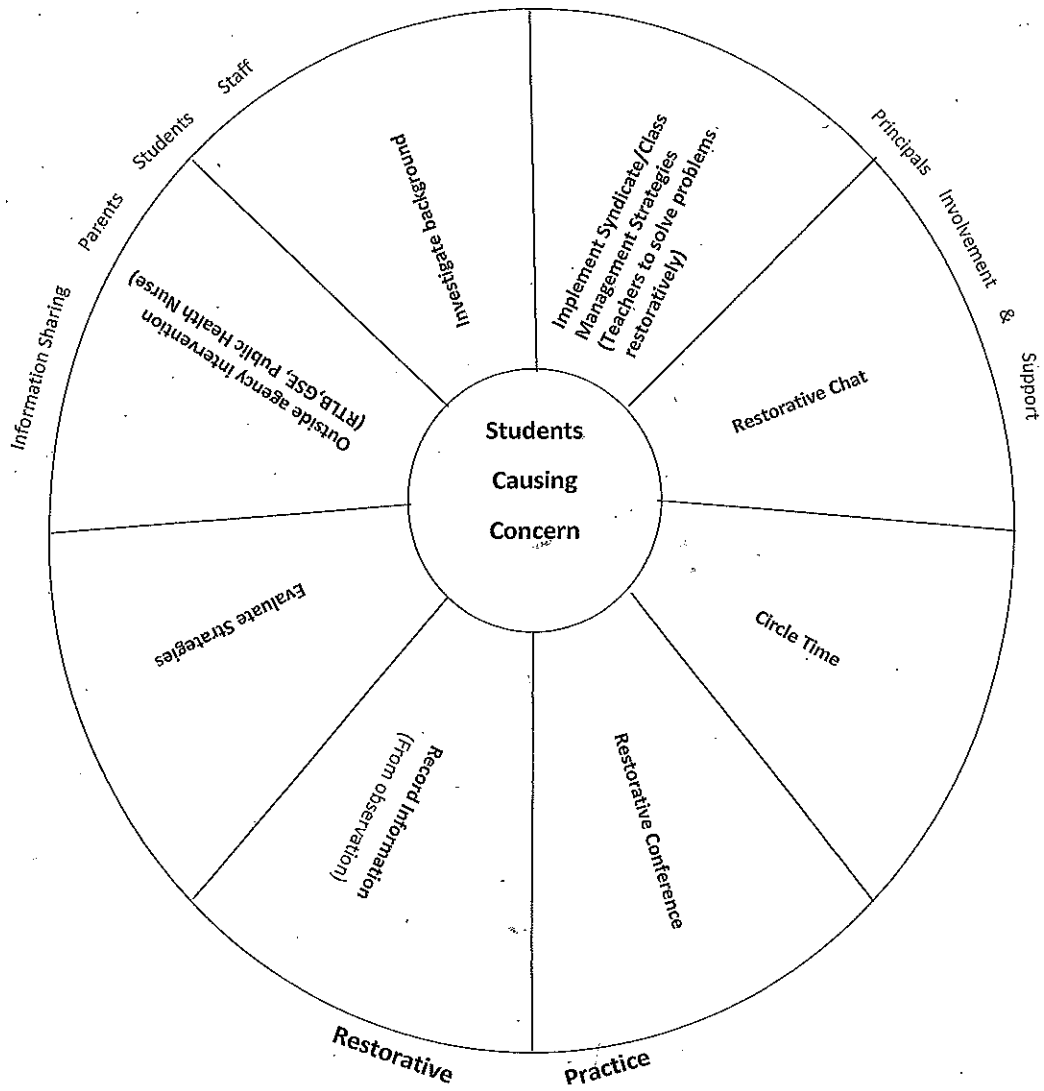 Information Sharing Parents Students Staff
Principals Involvement & Support
Investigate background
Implement Syndicate/Class
Management Strategies
(Teachers to solve problems
restoratively)
Restorative Chat
Circle Time
Restorative Conference
Record Information
(From observation)
Evaluate Strategies
Outside agency intervention
(RTLB,GSE, Public Health Nurse)
Students
Causing
Concern
Restorative Practice